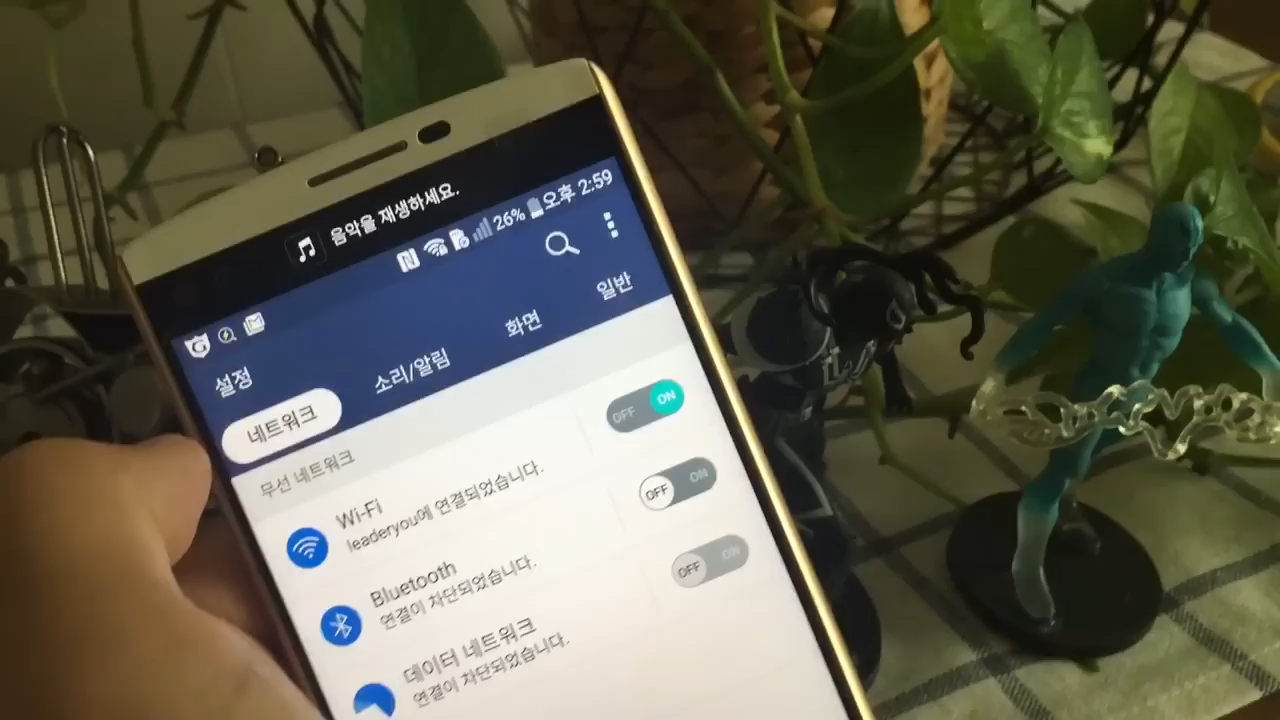 음악을 재생하세요.
26% 오후 2:59
설정
네트워크 소리/알림 화면 일반
무선 네트워크
Wi-Fi
leaderyou에 연결되었습니다.
OFF ON
Bluetooth
연결이 차단되었습니다.
OFF ON
데이터 네트워크
연결이 차단되었습니다.
OFF ON